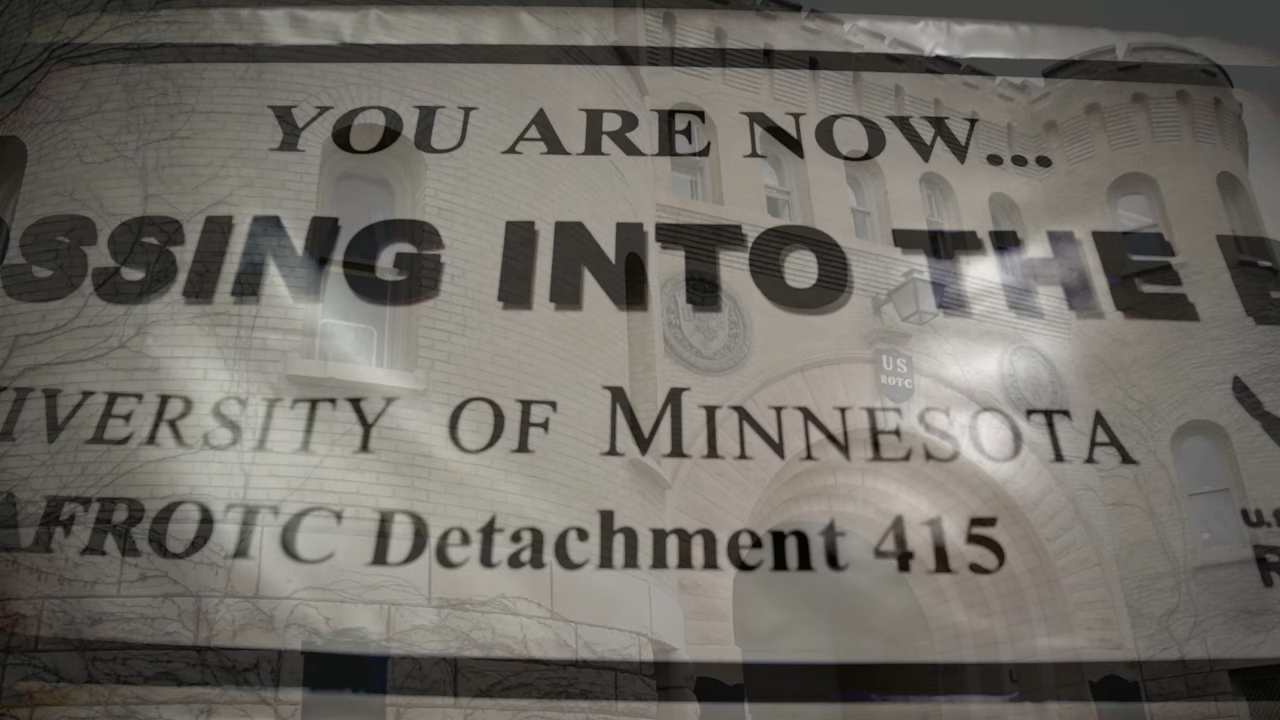 YOU ARE NOW...
SSING INTO THE
IVERSITY OF MINNESOTA
AFROTC Detachment 415
US
ROTC
U.S
R